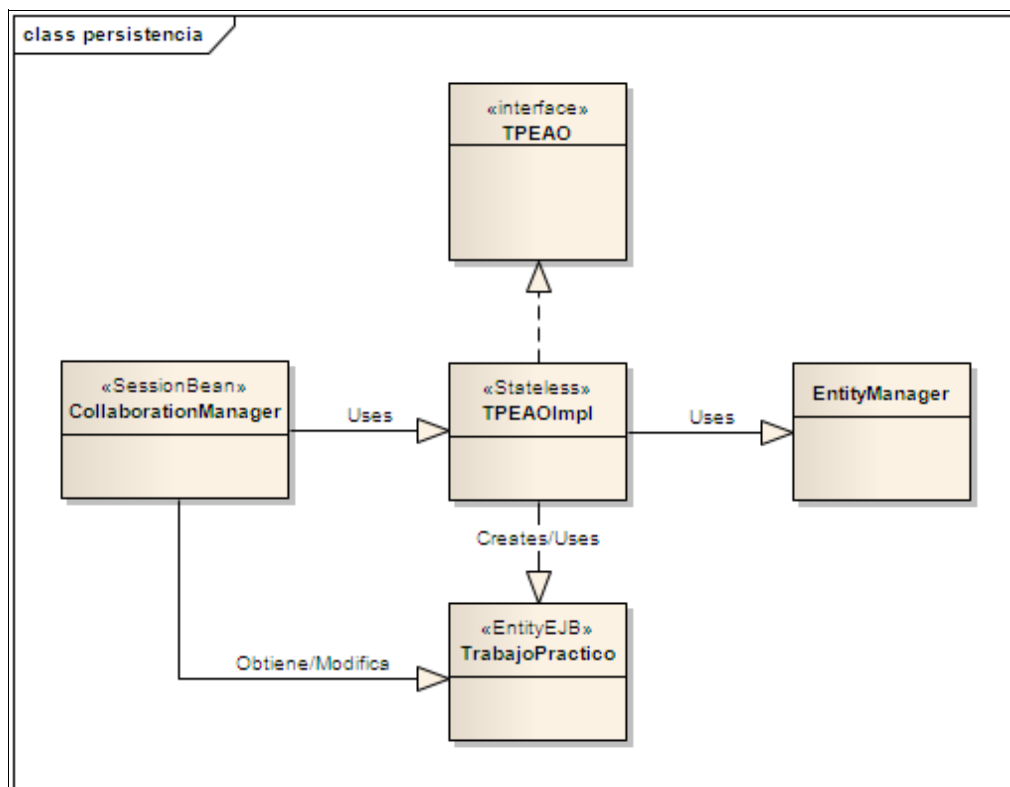 class persistencia
«interface»
TPEAO
«SessionBean»
CollaborationManager
Uses
«Stateless»
TPEAOImpl
Uses
EntityManager
Creates/Uses
«EntityEJB»
TrabajoPractico
Obtiene/Modifica